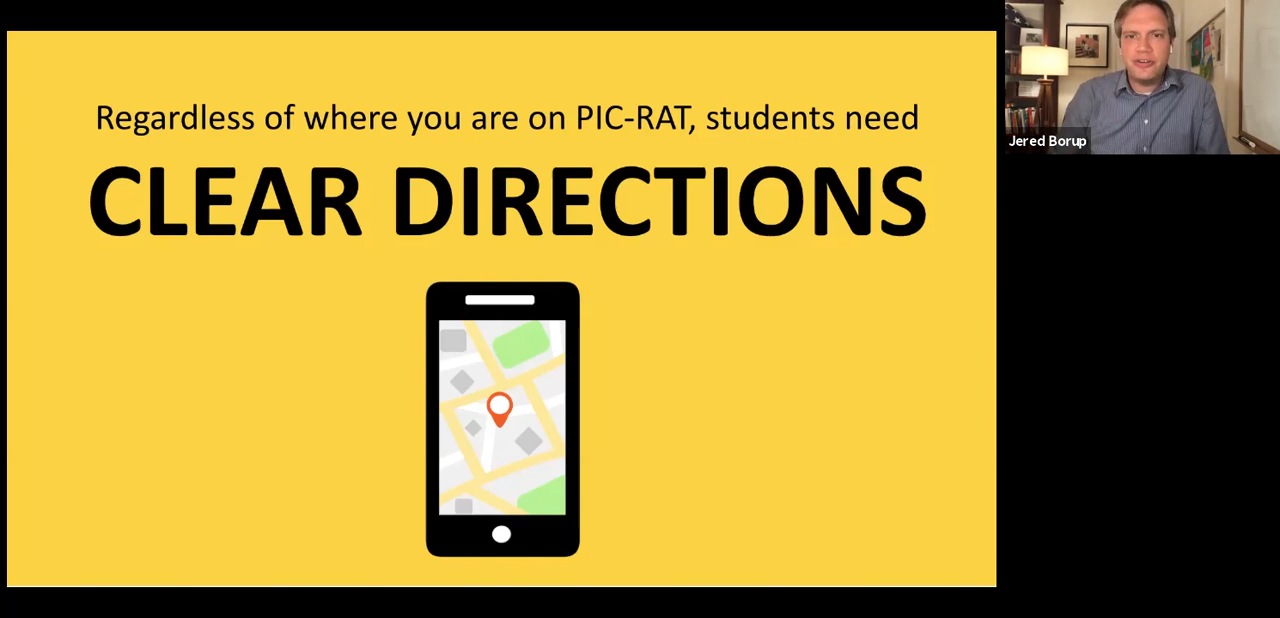 Regardless of where you are on PIC-RAT, students need
CLEAR DIRECTIONS
Jered Borup